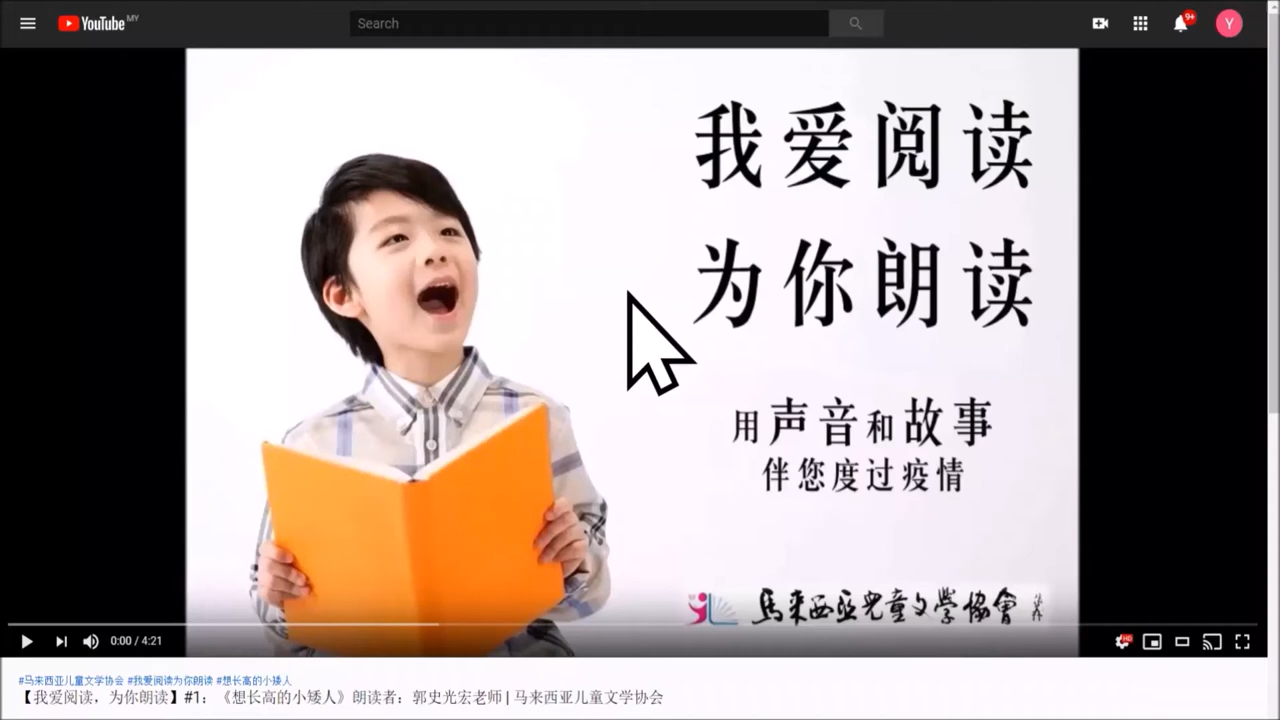 YouTube MY
Search
9+
Y
我爱阅读
为你朗读
用声音和故事
伴您度过疫情
馬来西亞兒童文學協會
0:00 / 4:21
HD
#马来西亚儿童文学协会 #我爱阅读为你朗读 #想长高的小矮人
【我爱阅读，为你朗读】#1：《想长高的小矮人》朗读者：郭史光宏老师 | 马来西亚儿童文学协会